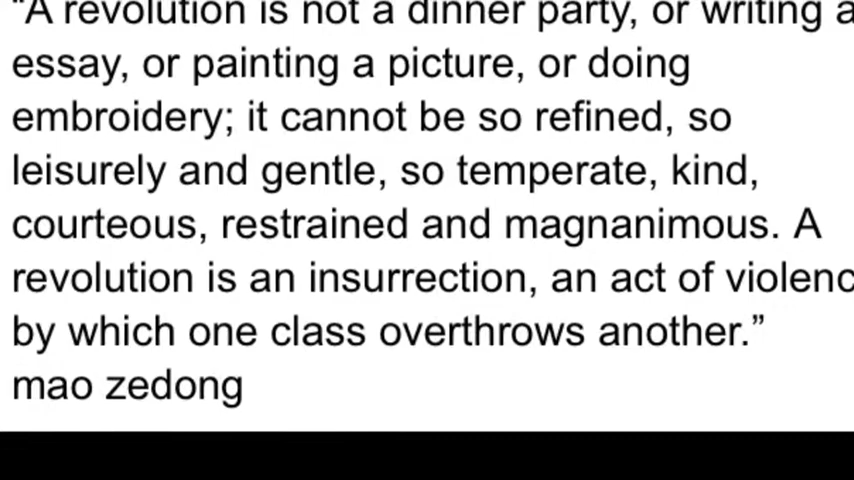 “A revolution is not a dinner party, or writing a
essay, or painting a picture, or doing
embroidery; it cannot be so refined, so
leisurely and gentle, so temperate, kind,
courteous, restrained and magnanimous. A
revolution is an insurrection, an act of violenc
by which one class overthrows another.”
mao zedong